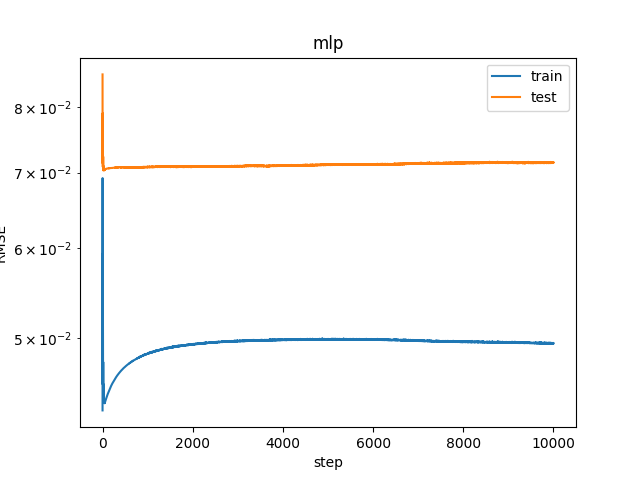 mlp
train
test
8 × 10⁻²
7 × 10⁻²
6 × 10⁻²
5 × 10⁻²
RMSE
0 2000 4000 6000 8000 10000
step